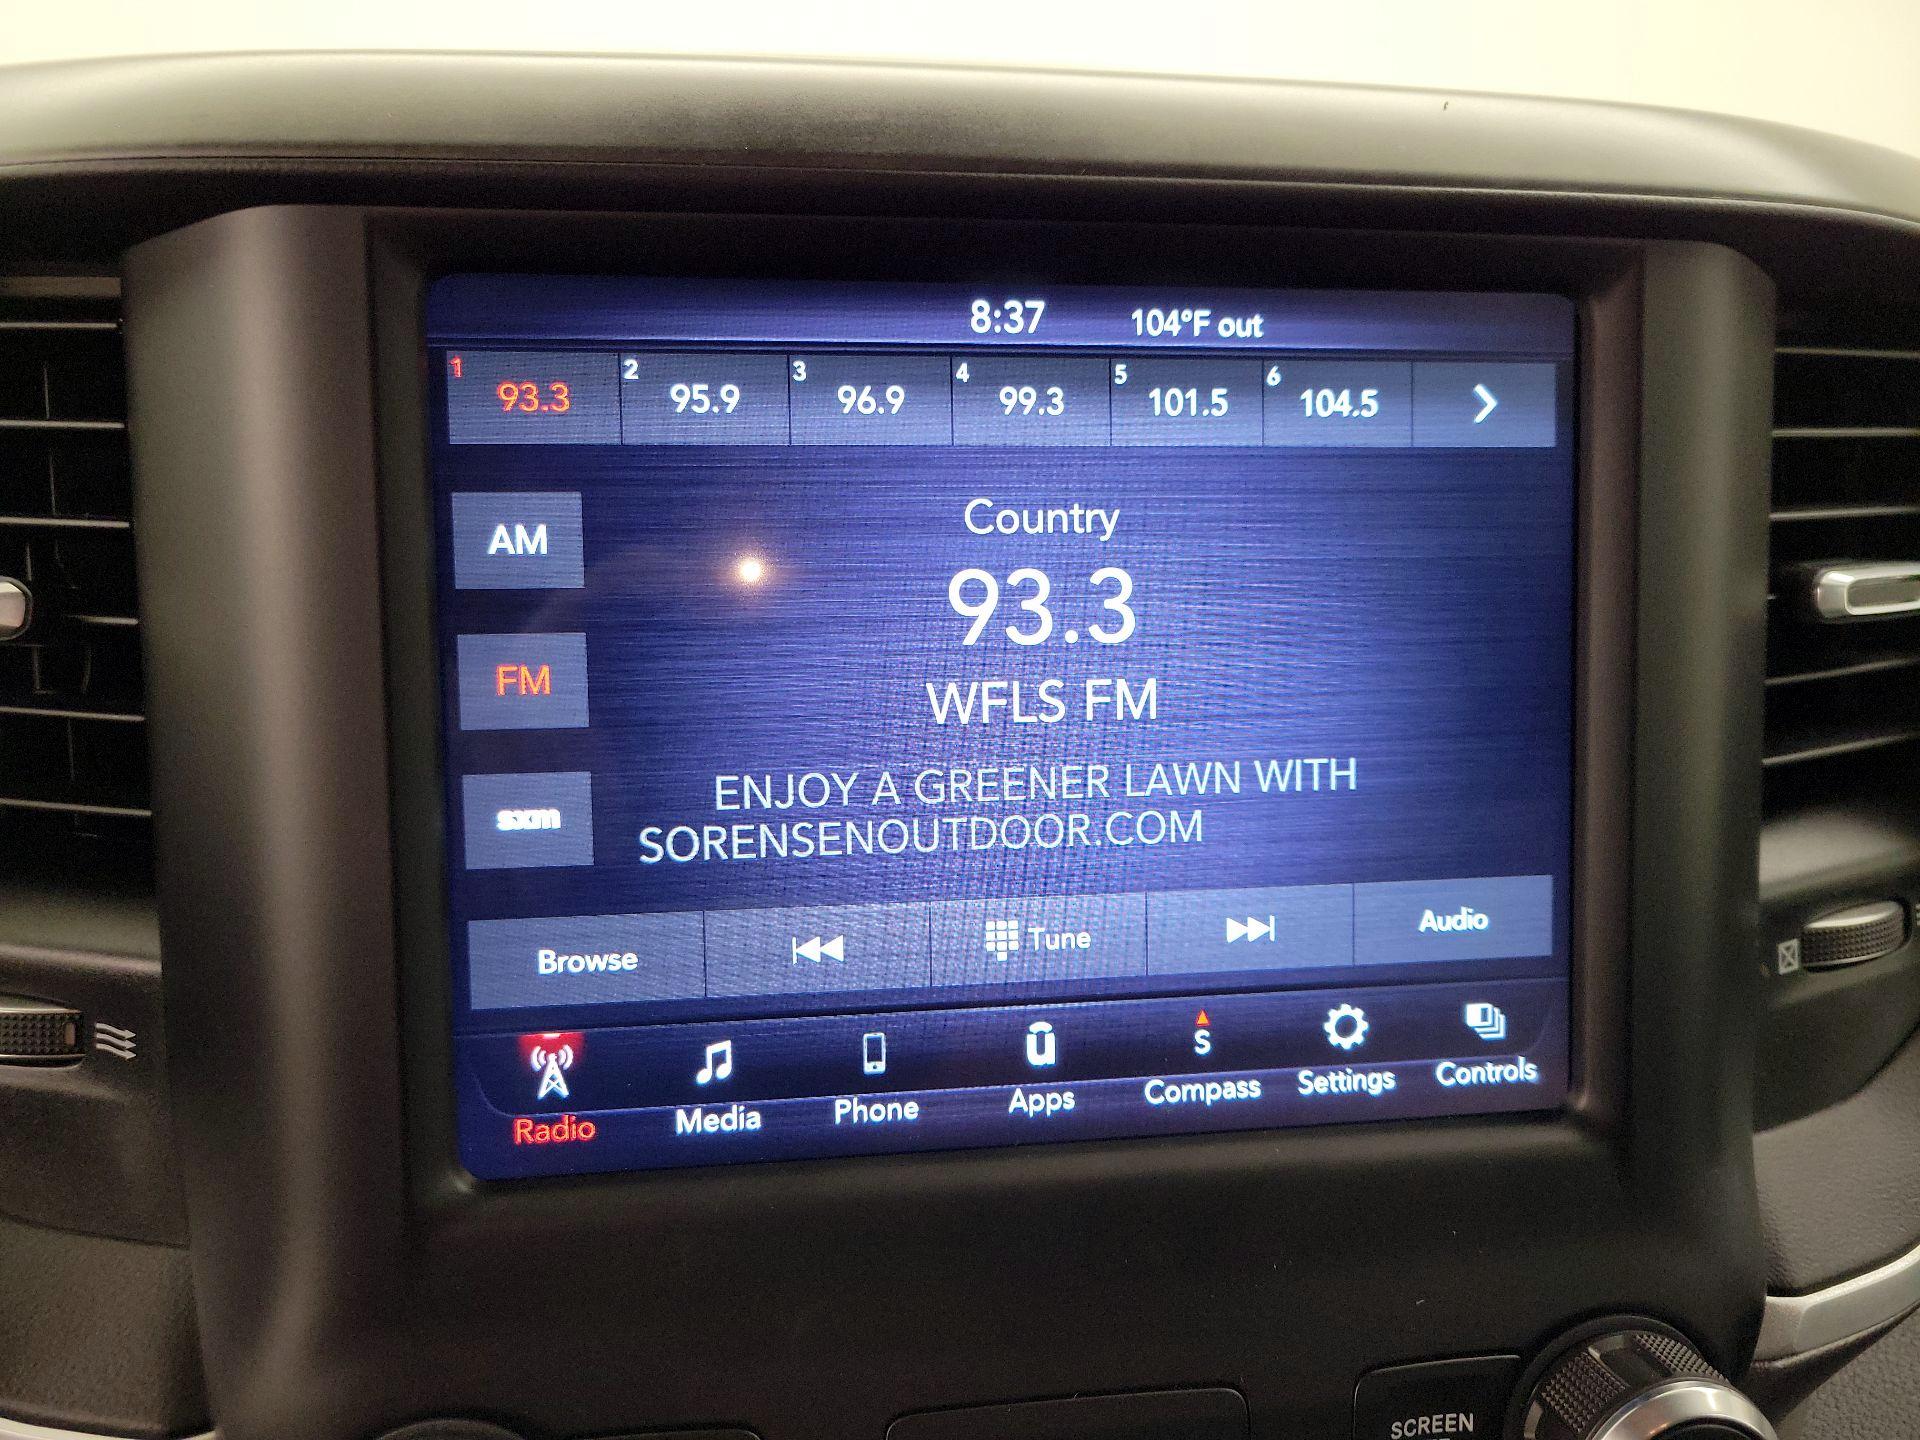 8:37 104°F out
1 93.3 2 95.9 3 96.9 4 99.3 5 101.5 6 104.5
AM
FM
sxm
Country
93.3
WFLS FM
ENJOY A GREENER LAWN WITH
SORENSENOUTDOOR.COM
Browse Tune Audio
S
Radio Media Phone Apps Compass Settings Controls
SCREEN